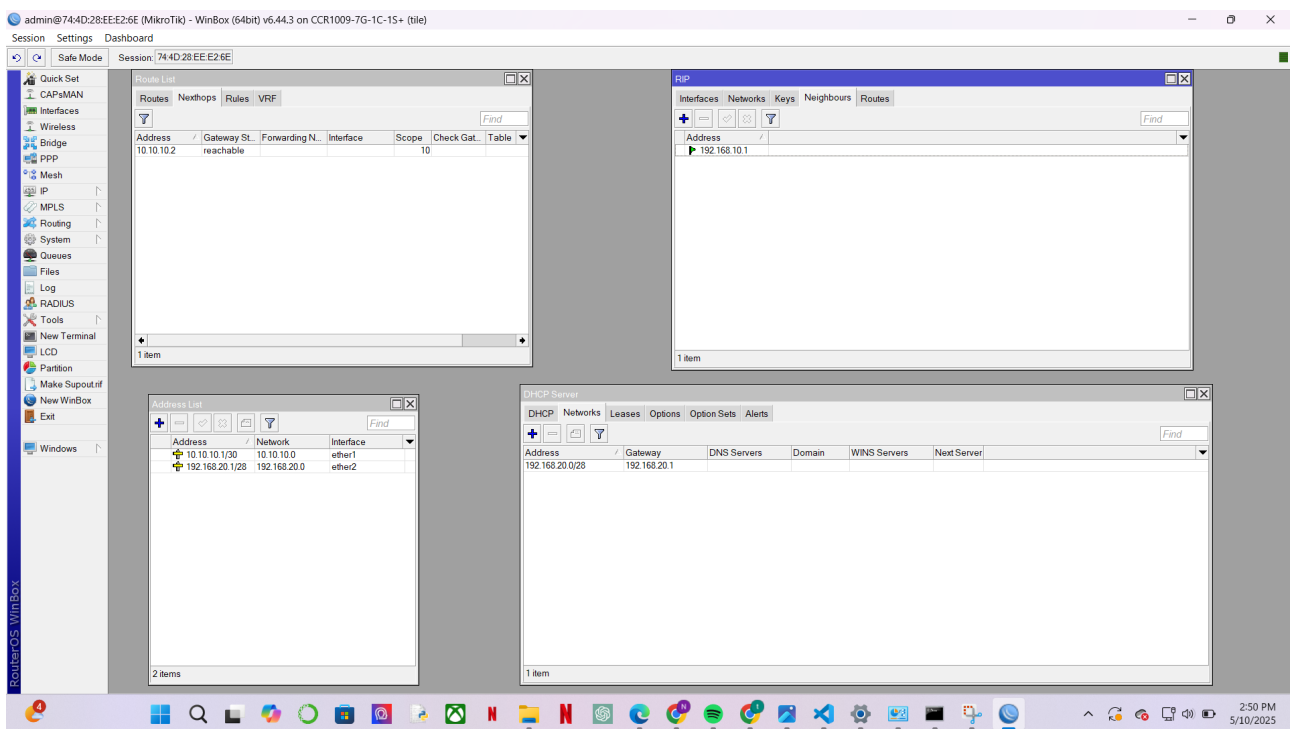 admin@74:4D:28:EE:E2:6E (MikroTik) - WinBox (64bit) v6.44.3 on CCR1009-7G-1C-1S+ (tile)
Session Settings Dashboard
Safe Mode Session: 74:4D:28:EE:E2:6E
Quick Set
CAPsMAN
Interfaces
Wireless
Bridge
PPP
Mesh
IP
MPLS
Routing
System
Queues
Files
Log
RADIUS
Tools
New Terminal
LCD
Partition
Make Supout.rif
New WinBox
Exit
Windows
RouterOS WinBox
Route List
Routes Nexthops Rules VRF
Find
Address Gateway St... Forwarding N... Interface Scope Check Gat... Table
10.10.10.2 reachable 10
1 item
RIP
Interfaces Networks Keys Neighbours Routes
Find
Address
192.168.10.1
1 item
Address List
Find
Address Network Interface
10.10.10.1/30 10.10.10.0 ether1
192.168.20.1/28 192.168.20.0 ether2
2 items
DHCP Server
DHCP Networks Leases Options Option Sets Alerts
Find
Address Gateway DNS Servers Domain WINS Servers Next Server
192.168.20.0/28 192.168.20.1
1 item
4
N
N
N
2:50 PM
5/10/2025